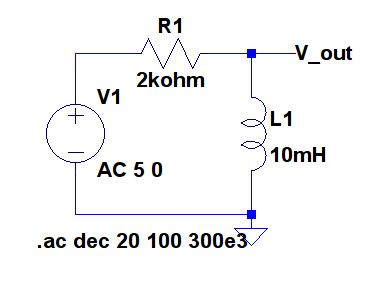 R1
V_out
2kohm
V1
L1
10mH
AC 5 0
.ac dec 20 100 300e3